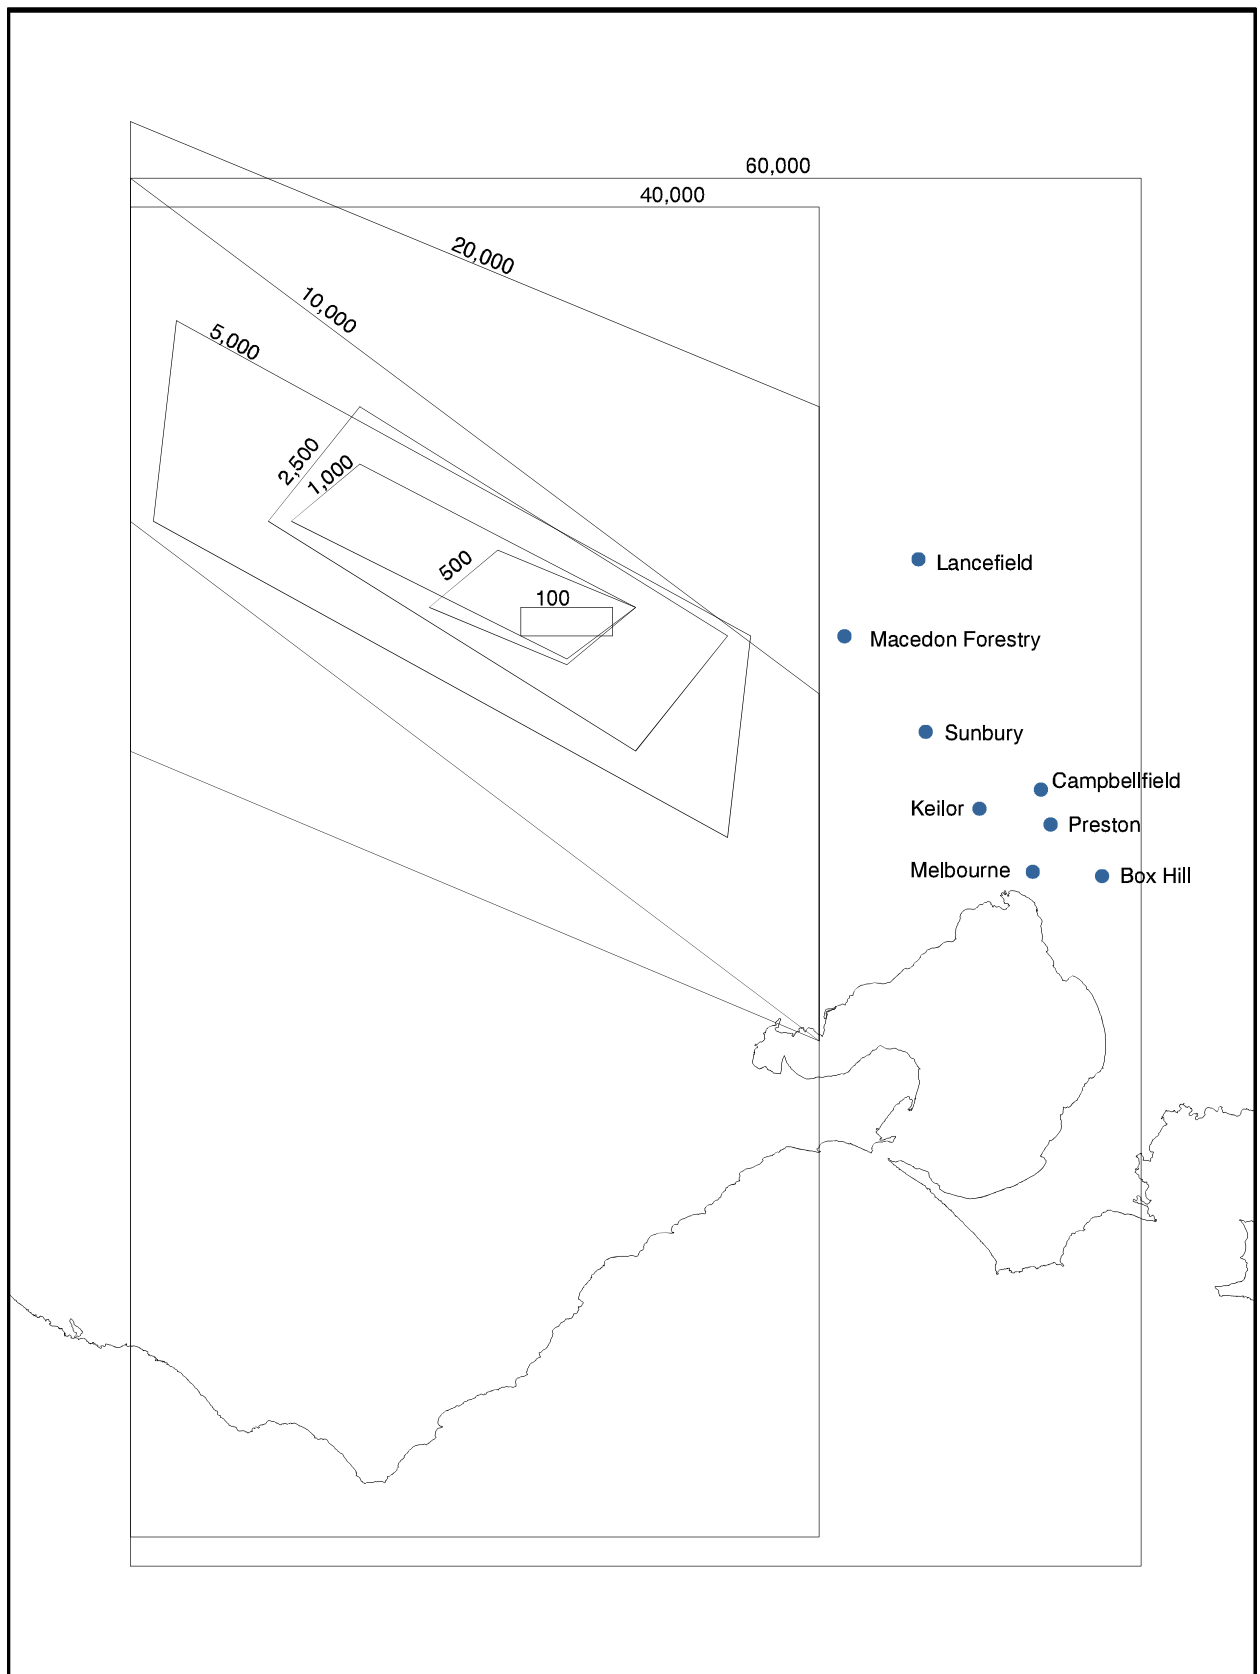 60,000
40,000
20,000
10,000
5,000
2,500
1,000
500
100
Lancefield
Macedon Forestry
Sunbury
Campbellfield
Keilor
Preston
Melbourne
Box Hill